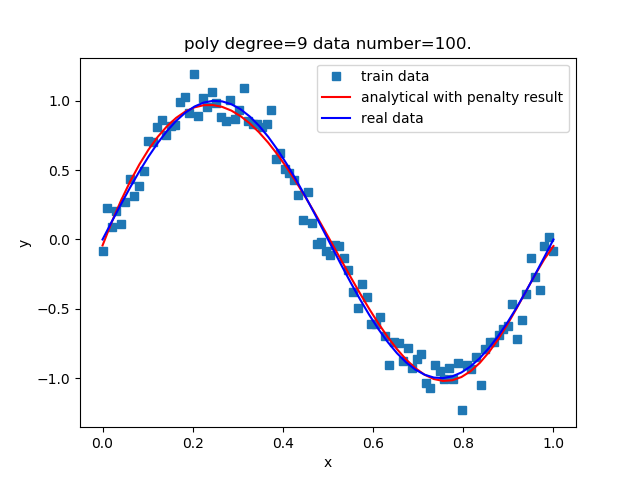 poly degree=9 data number=100.
train data
analytical with penalty result
real data
1.0
0.5
0.0
−0.5
−1.0
y
0.0 0.2 0.4 0.6 0.8 1.0
x